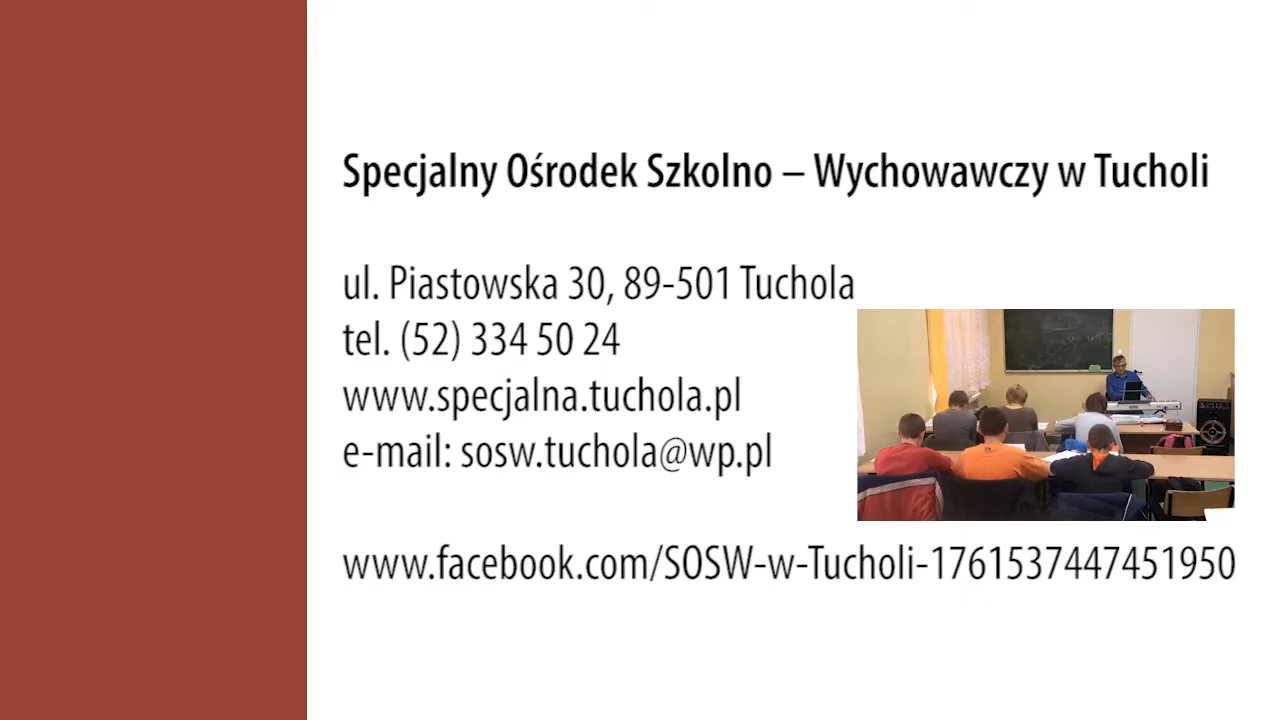 Specjalny Ośrodek Szkolno – Wychowawczy w Tucholi
ul. Piastowska 30, 89-501 Tuchola
tel. (52) 334 50 24
www.specjalna.tuchola.pl
e-mail: sosw.tuchola@wp.pl
www.facebook.com/SOSW-w-Tucholi-1761537447451950